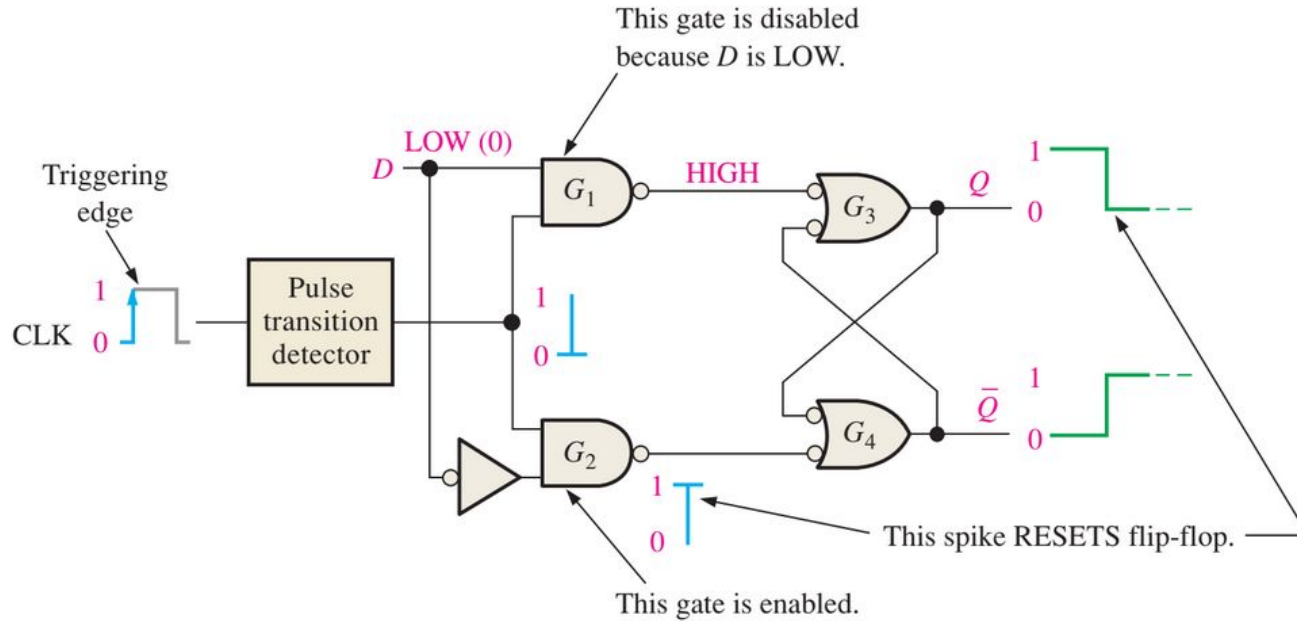 This gate is disabled
because D is LOW.
LOW (0)
D
Triggering
edge
G₁
HIGH
G₃
Q
1
0
1
CLK
0
Pulse
transition
detector
1
0
G₂
G₄
Q̄
1
0
1
0
This spike RESETS flip-flop.
This gate is enabled.